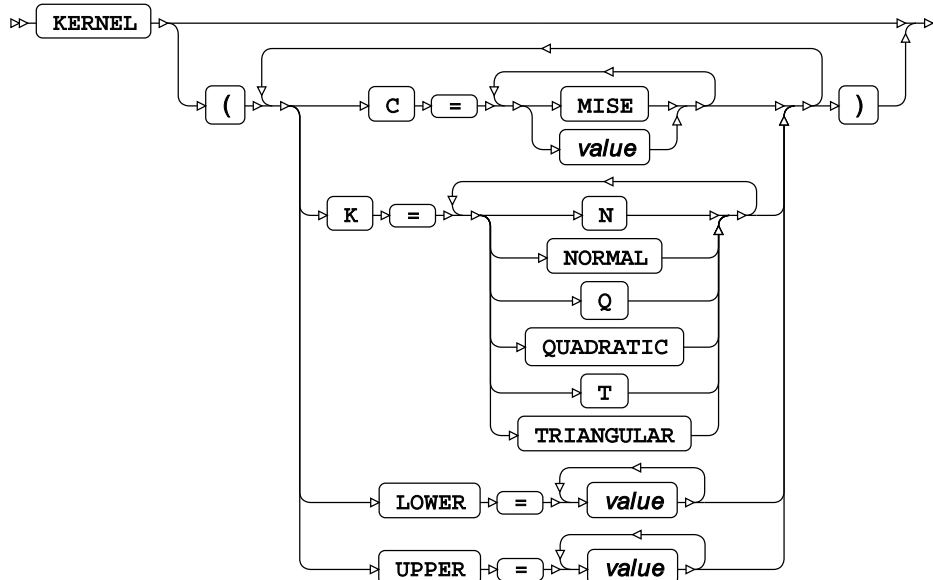 KERNEL
( C = MISE )
value
K = N
NORMAL
Q
QUADRATIC
T
TRIANGULAR
LOWER = value
UPPER = value